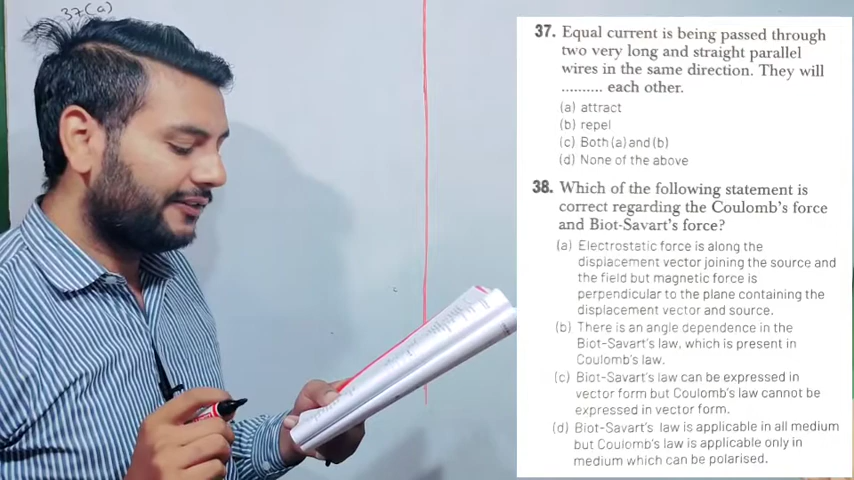 37(a)
37. Equal current is being passed through
two very long and straight parallel
wires in the same direction. They will
.......... each other.
(a) attract
(b) repel
(c) Both (a) and (b)
(d) None of the above
38. Which of the following statement is
correct regarding the Coulomb's force
and Biot-Savart's force?
(a) Electrostatic force is along the
displacement vector joining the source and
the field but magnetic force is
perpendicular to the plane containing the
displacement vector and source.
(b) There is an angle dependence in the
Biot-Savart's law, which is present in
Coulomb's law.
(c) Biot-Savart's law can be expressed in
vector form but Coulomb's law cannot be
expressed in vector form.
(d) Biot-Savart's law is applicable in all medium
but Coulomb's law is applicable only in
medium which can be polarised.